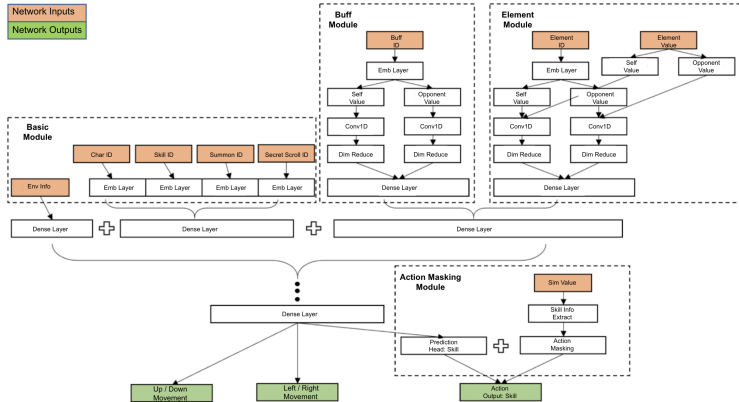 Network Inputs
Network Outputs
Buff
Module
Buff
ID
Emb Layer
Self
Value
Opponent
Value
Conv1D
Conv1D
Dim Reduce
Dim Reduce
Dense Layer
Element
Module
Element
ID
Element
Value
Emb Layer
Self
Value
Opponent
Value
Self
Value
Opponent
Value
Conv1D
Conv1D
Dim Reduce
Dim Reduce
Dense Layer
Basic
Module
Char ID
Skill ID
Summon ID
Secret Scroll ID
Env Info
Emb Layer
Emb Layer
Emb Layer
Emb Layer
Dense Layer
Dense Layer
Dense Layer
Dense Layer
Action Masking
Module
Sim Value
Skill Info
Extract
Prediction
Head: Skill
Action
Masking
Up / Down
Movement
Left / Right
Movement
Action
Output: Skill